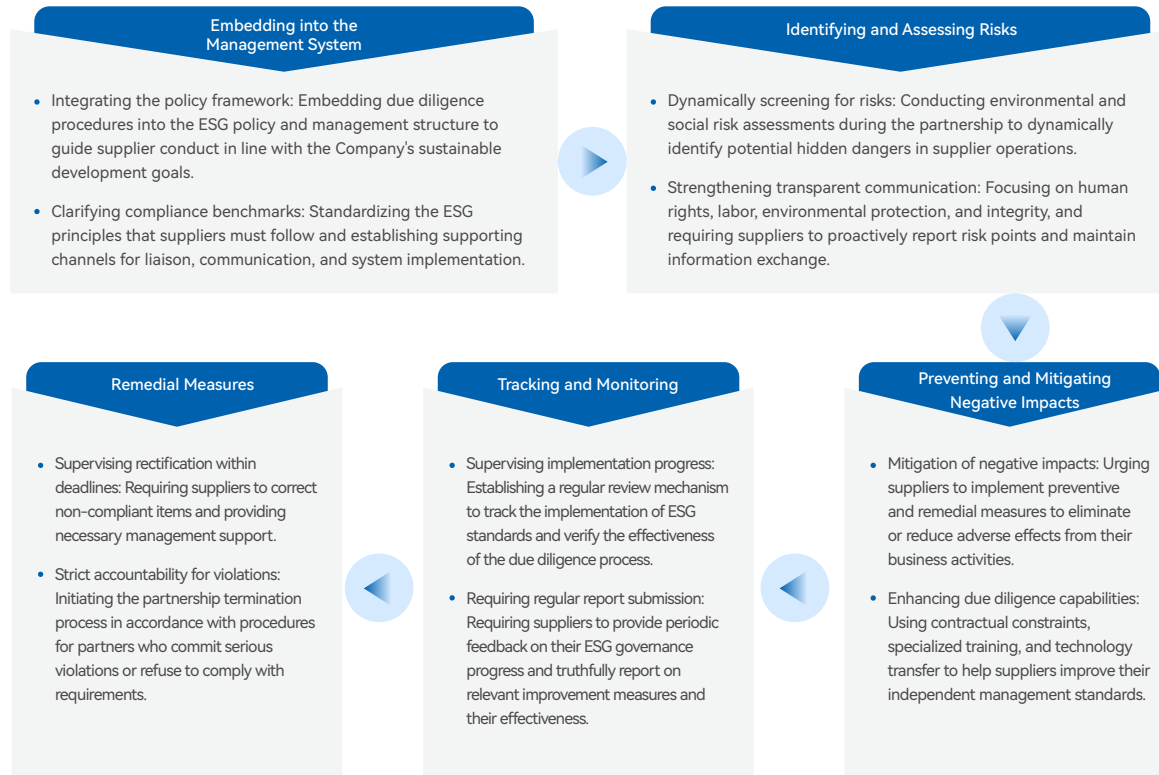 Embedding into the
Management System
• Integrating the policy framework: Embedding due diligence
procedures into the ESG policy and management structure to
guide supplier conduct in line with the Company's sustainable
development goals.
• Clarifying compliance benchmarks: Standardizing the ESG
principles that suppliers must follow and establishing supporting
channels for liaison, communication, and system implementation.
Identifying and Assessing Risks
• Dynamically screening for risks: Conducting environmental and
social risk assessments during the partnership to dynamically
identify potential hidden dangers in supplier operations.
• Strengthening transparent communication: Focusing on human
rights, labor, environmental protection, and integrity, and
requiring suppliers to proactively report risk points and maintain
information exchange.
Preventing and Mitigating
Negative Impacts
• Mitigation of negative impacts: Urging
suppliers to implement preventive
and remedial measures to eliminate
or reduce adverse effects from their
business activities.
• Enhancing due diligence capabilities:
Using contractual constraints,
specialized training, and technology
transfer to help suppliers improve their
independent management standards.
Tracking and Monitoring
• Supervising implementation progress:
Establishing a regular review mechanism
to track the implementation of ESG
standards and verify the effectiveness
of the due diligence process.
• Requiring regular report submission:
Requiring suppliers to provide periodic
feedback on their ESG governance
progress and truthfully report on
relevant improvement measures and
their effectiveness.
Remedial Measures
• Supervising rectification within
deadlines: Requiring suppliers to correct
non-compliant items and providing
necessary management support.
• Strict accountability for violations:
Initiating the partnership termination
process in accordance with procedures
for partners who commit serious
violations or refuse to comply with
requirements.